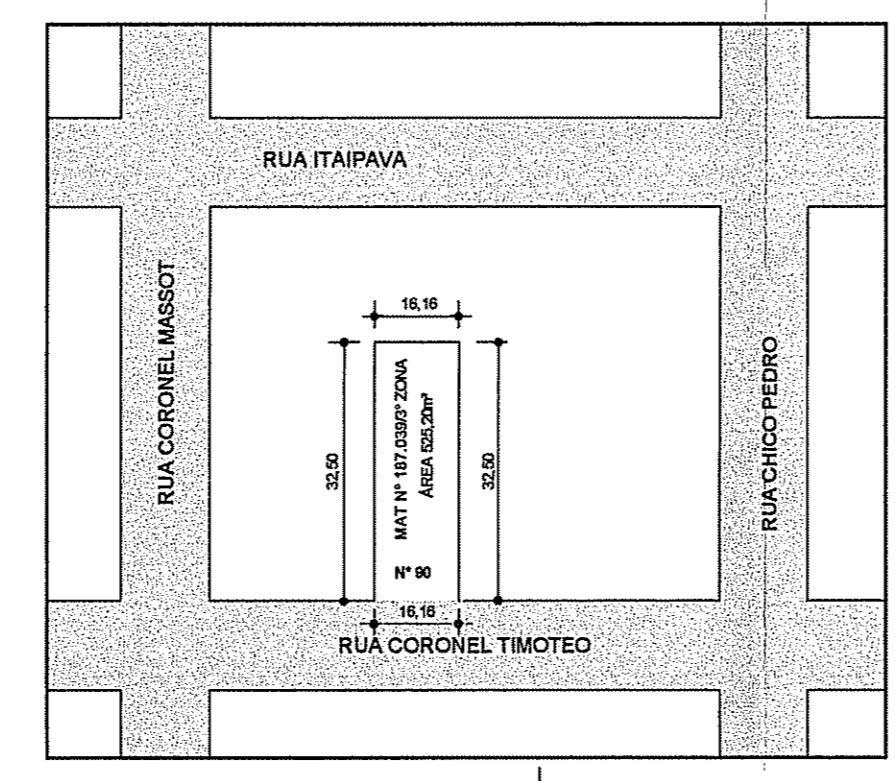 RUA ITAIPAVA
RUA CORONEL MASSOT
16,16
32,50
MAT Nº 187.039/3ª ZONA
ÁREA 525,20m²
32,50
RUA CHICO PEDRO
Nº 90
16,16
RUA CORONEL TIMOTEO